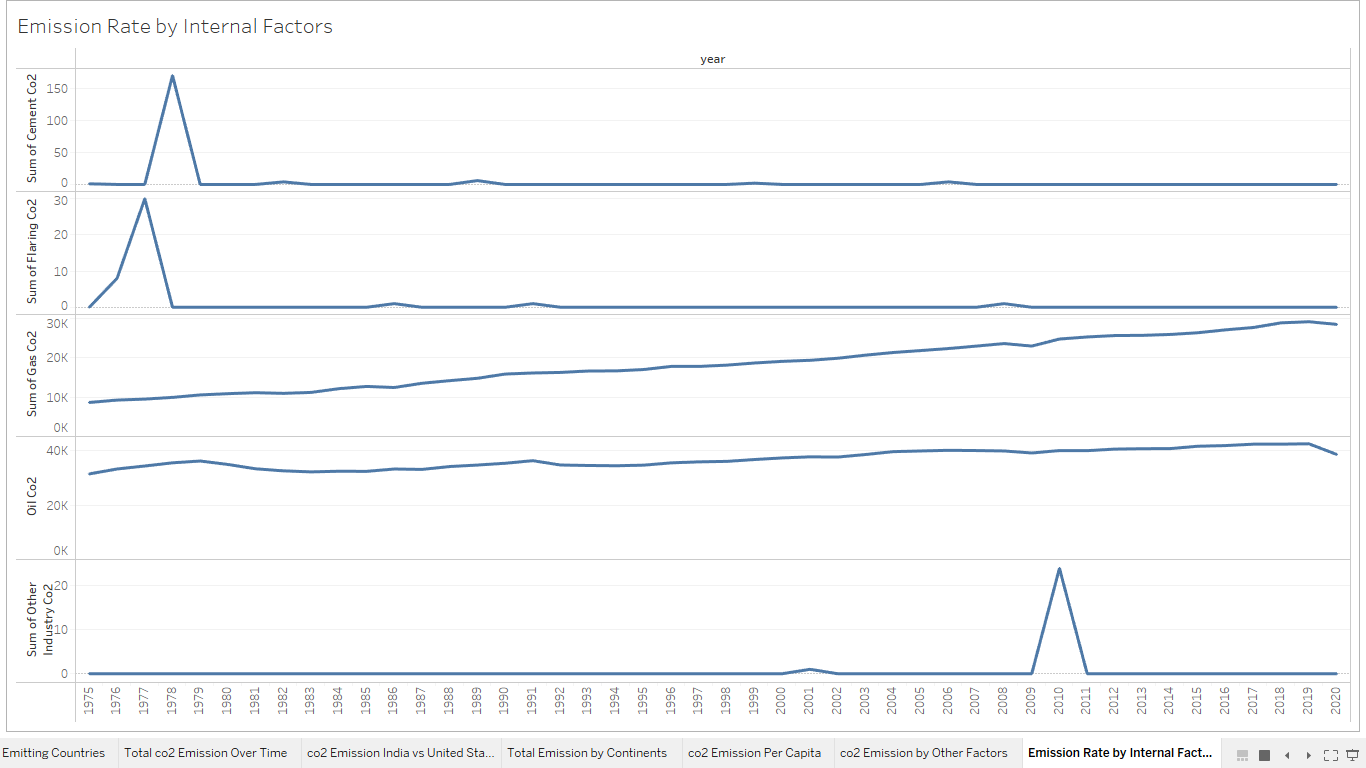 Emission Rate by Internal Factors
year
Sum of Cement Co2
150
100
50
0
Sum of Flaring Co2
30
20
10
0
Sum of Gas Co2
30K
20K
10K
0K
Oil Co2
40K
20K
0K
Sum of Other
Industry Co2
20
10
0
1975 1976 1977 1978 1979 1980 1981 1982 1983 1984 1985 1986 1987 1988 1989 1990 1991 1992 1993 1994 1995 1996 1997 1998 1999 2000 2001 2002 2003 2004 2005 2006 2007 2008 2009 2010 2011 2012 2013 2014 2015 2016 2017 2018 2019 2020
Emitting Countries Total co2 Emission Over Time co2 Emission India vs United Sta... Total Emission by Continents co2 Emission Per Capita co2 Emission by Other Factors Emission Rate by Internal Fact...